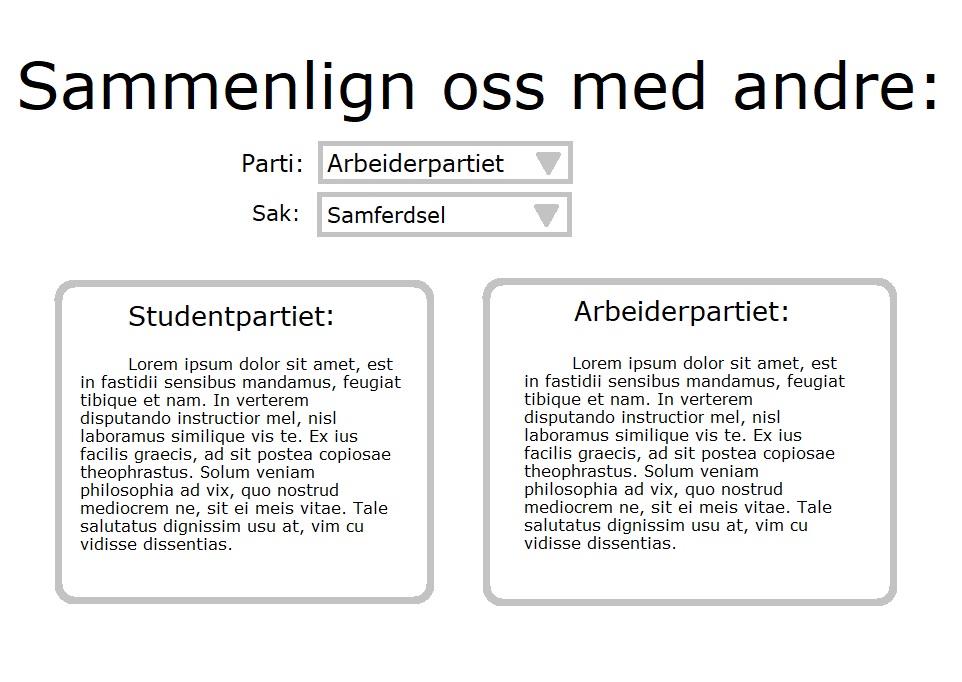 Sammenlign oss med andre:
Parti: Arbeiderpartiet
Sak: Samferdsel
Studentpartiet:
Lorem ipsum dolor sit amet, est
in fastidii sensibus mandamus, feugiat
tibique et nam. In verterem
disputando instructior mel, nisl
laboramus similique vis te. Ex ius
facilis graecis, ad sit postea copiosae
theophrastus. Solum veniam
philosophia ad vix, quo nostrud
mediocrem ne, sit ei meis vitae. Tale
salutatus dignissim usu at, vim cu
vidisse dissentias.
Arbeiderpartiet:
Lorem ipsum dolor sit amet, est
in fastidii sensibus mandamus, feugiat
tibique et nam. In verterem
disputando instructior mel, nisl
laboramus similique vis te. Ex ius
facilis graecis, ad sit postea copiosae
theophrastus. Solum veniam
philosophia ad vix, quo nostrud
mediocrem ne, sit ei meis vitae. Tale
salutatus dignissim usu at, vim cu
vidisse dissentias.